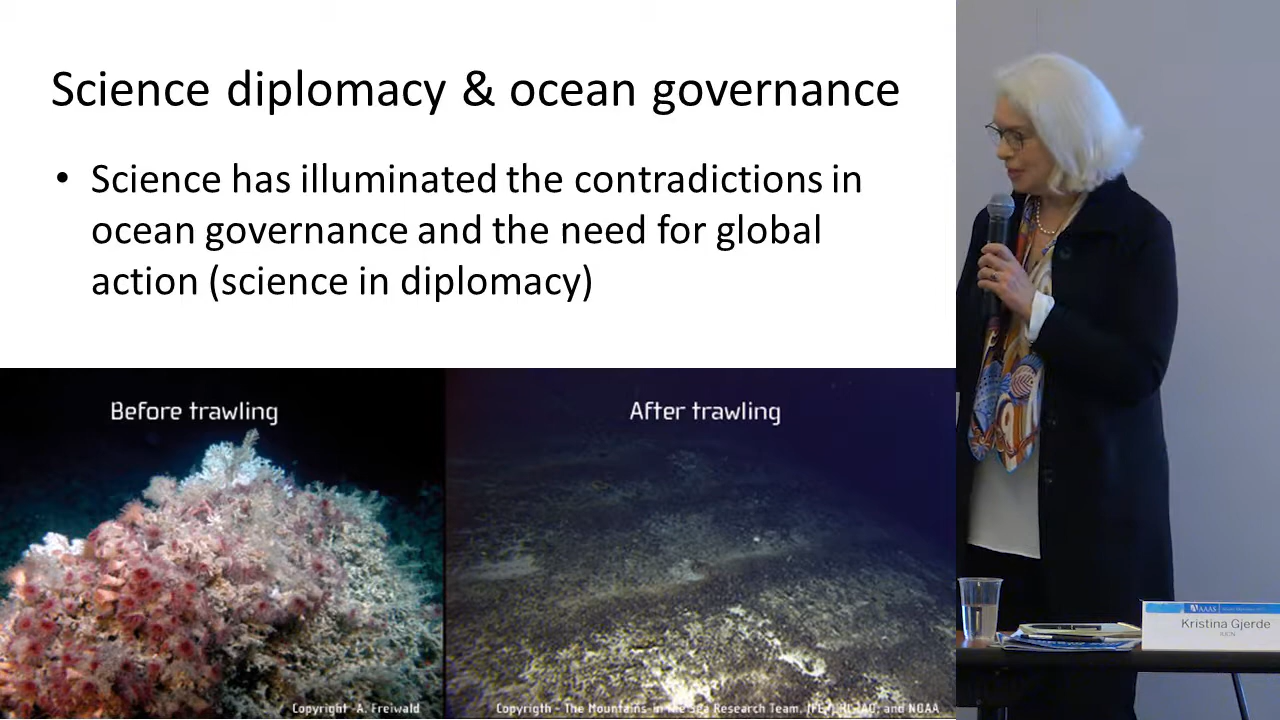 Science diplomacy & ocean governance
• Science has illuminated the contradictions in
ocean governance and the need for global
action (science in diplomacy)
Before trawling
After trawling
Copyright A. Freiwald
Copyrigth - The Mountains-in-the Sea Research Team, and NOAA
AAAS
Kristina Gjerde
IUCN